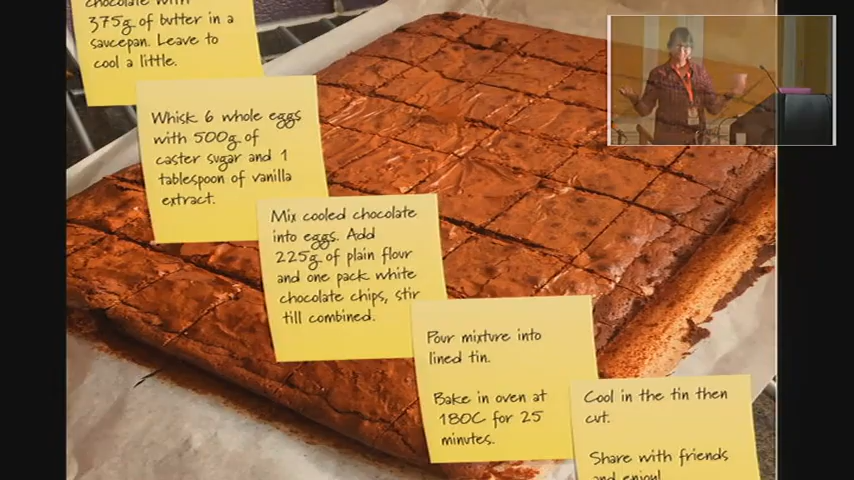 chocolate with
375g of butter in a
saucepan. Leave to
cool a little.
Whisk 6 whole eggs
with 500g of
caster sugar and 1
tablespoon of vanilla
extract.
Mix cooled chocolate
into eggs. Add
225g of plain flour
and one pack white
chocolate chips, stir
till combined.
Pour mixture into
lined tin.
Bake in oven at
180C for 25
minutes.
Cool in the tin then
cut.
Share with friends
and enjoy!